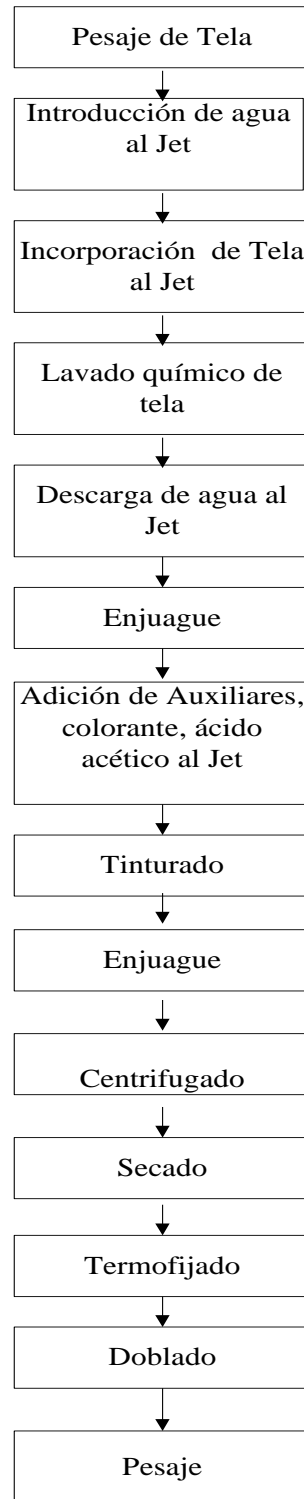 Pesaje de Tela
Introducción de agua
al Jet
Incorporación de Tela
al Jet
Lavado químico de
tela
Descarga de agua al
Jet
Enjuague
Adición de Auxiliares,
colorante, ácido
acético al Jet
Tinturado
Enjuague
Centrifugado
Secado
Termofijado
Doblado
Pesaje